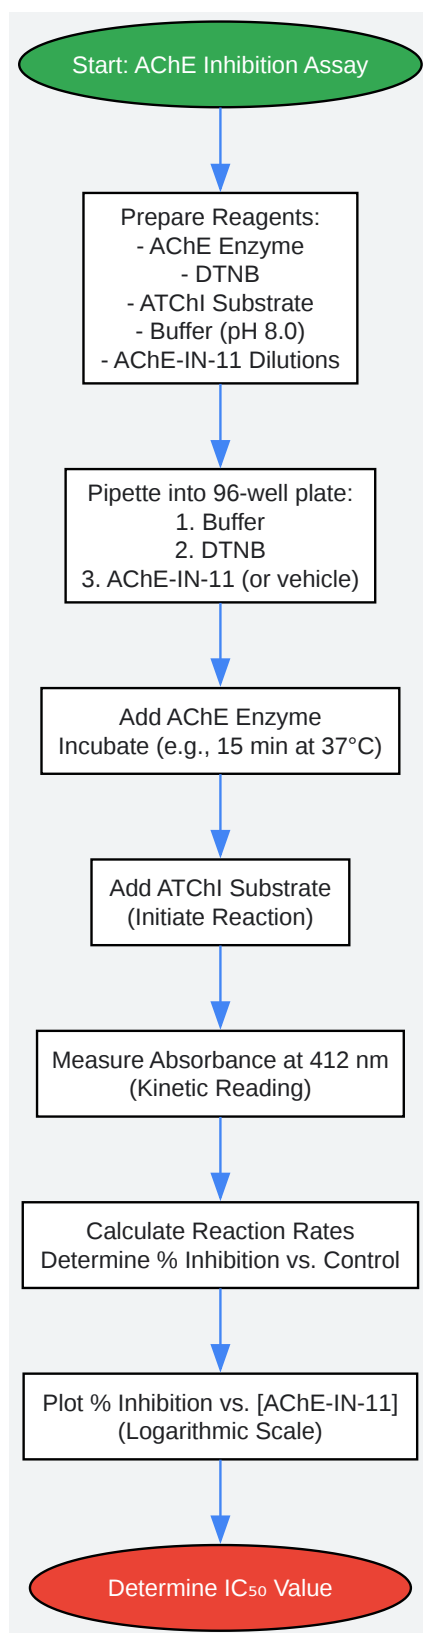 Start: AChE Inhibition Assay
Prepare Reagents:
- AChE Enzyme
- DTNB
- ATChI Substrate
- Buffer (pH 8.0)
- AChE-IN-11 Dilutions
Pipette into 96-well plate:
1. Buffer
2. DTNB
3. AChE-IN-11 (or vehicle)
Add AChE Enzyme
Incubate (e.g., 15 min at 37°C)
Add ATChI Substrate
(Initiate Reaction)
Measure Absorbance at 412 nm
(Kinetic Reading)
Calculate Reaction Rates
Determine % Inhibition vs. Control
Plot % Inhibition vs. [AChE-IN-11]
(Logarithmic Scale)
Determine IC₅₀ Value